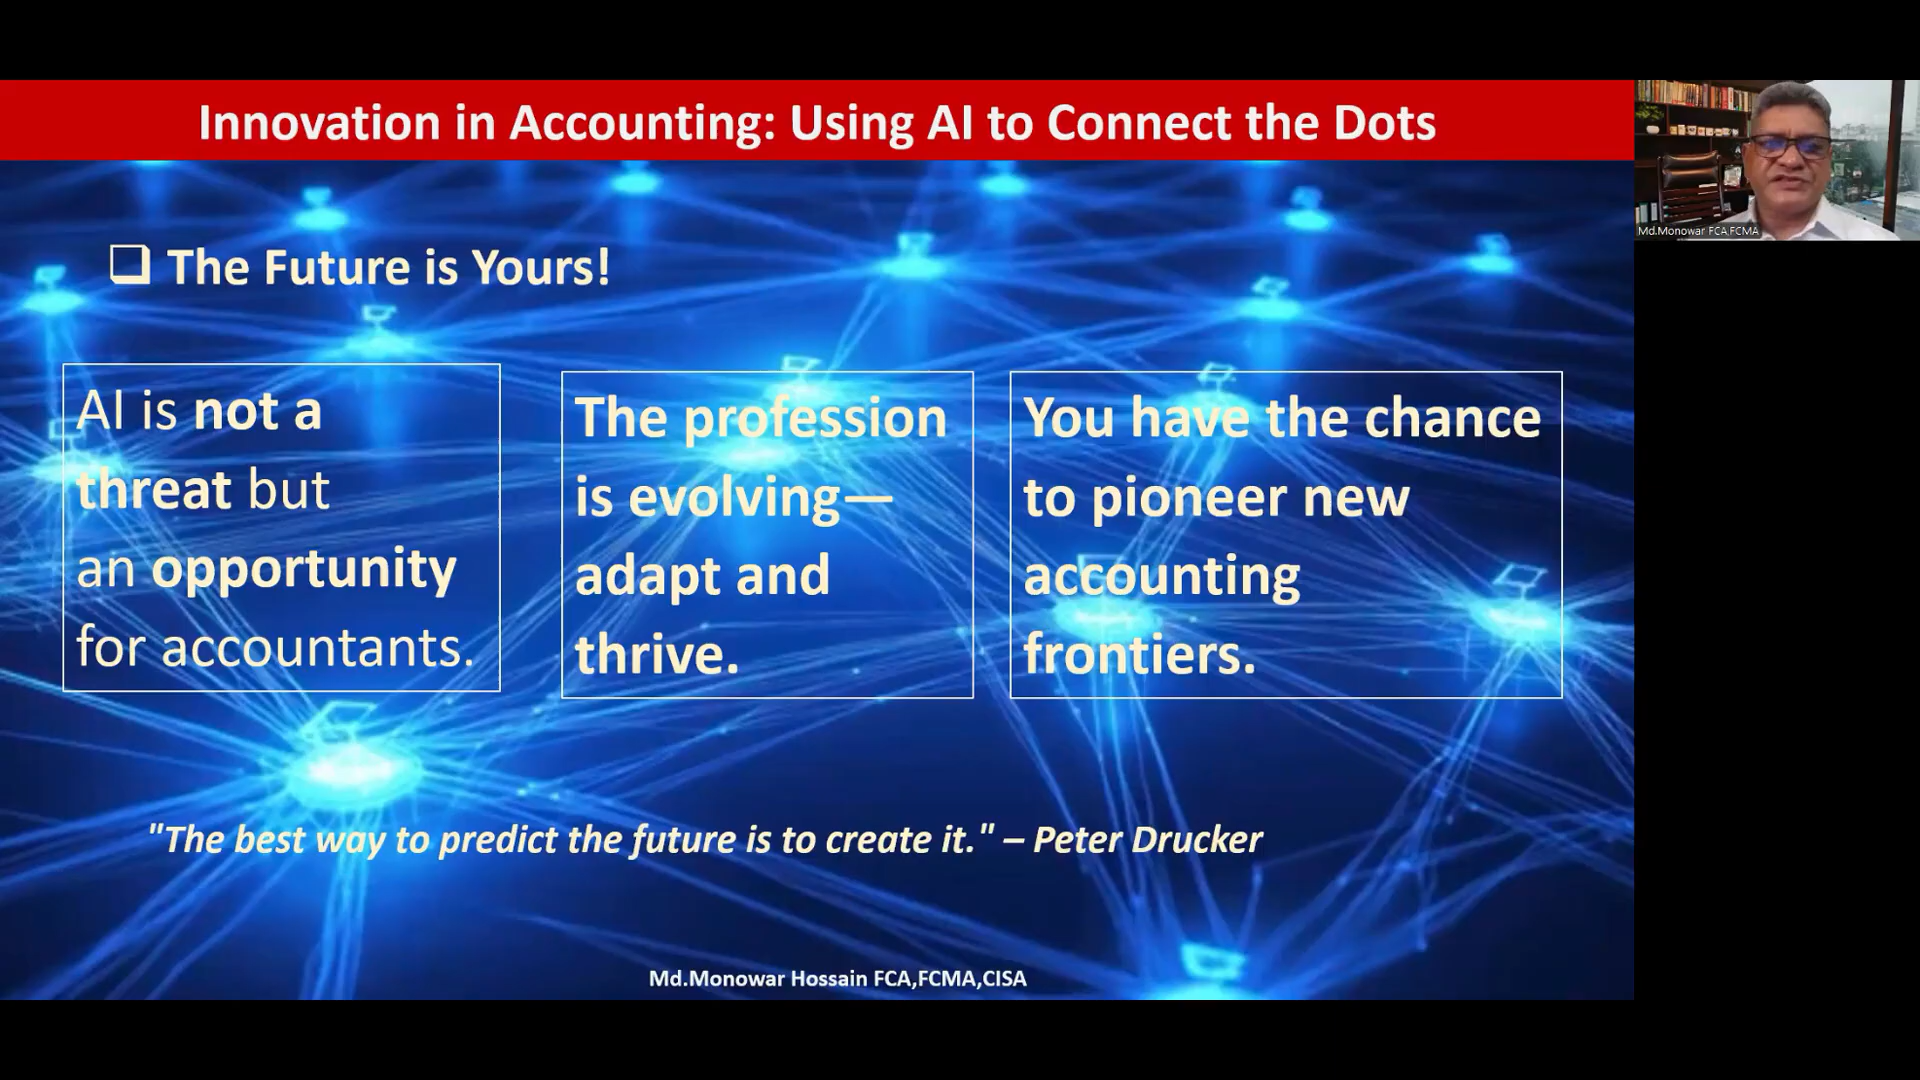 Innovation in Accounting: Using AI to Connect the Dots
Md.Monowar FCA,FCMA
The Future is Yours!
AI is not a
threat but
an opportunity
for accountants.
The profession
is evolving—
adapt and
thrive.
You have the chance
to pioneer new
accounting
frontiers.
"The best way to predict the future is to create it." – Peter Drucker
Md.Monowar Hossain FCA,FCMA,CISA